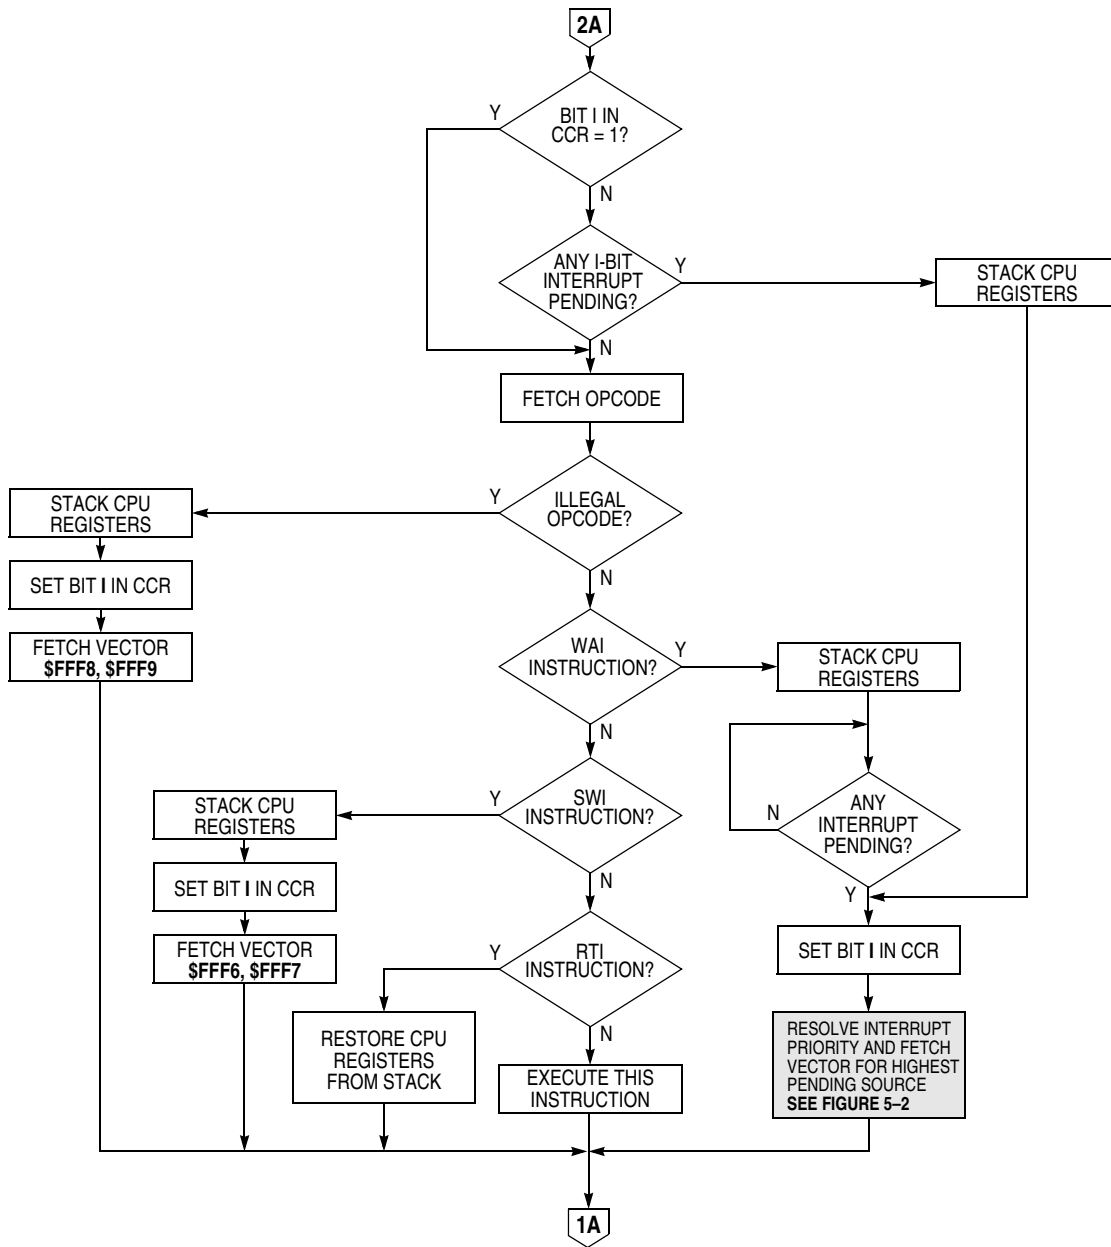 2A
BIT I IN
CCR = 1?
Y
N
ANY I-BIT
INTERRUPT
PENDING?
Y
N
STACK CPU
REGISTERS
FETCH OPCODE
ILLEGAL
OPCODE?
Y
N
STACK CPU
REGISTERS
SET BIT I IN CCR
FETCH VECTOR
$FFF8, $FFF9
WAI
INSTRUCTION?
Y
N
STACK CPU
REGISTERS
ANY
INTERRUPT
PENDING?
N
Y
SWI
INSTRUCTION?
Y
N
STACK CPU
REGISTERS
SET BIT I IN CCR
FETCH VECTOR
$FFF6, $FFF7
RTI
INSTRUCTION?
Y
N
RESTORE CPU
REGISTERS
FROM STACK
EXECUTE THIS
INSTRUCTION
SET BIT I IN CCR
RESOLVE INTERRUPT
PRIORITY AND FETCH
VECTOR FOR HIGHEST
PENDING SOURCE
SEE FIGURE 5–2
1A